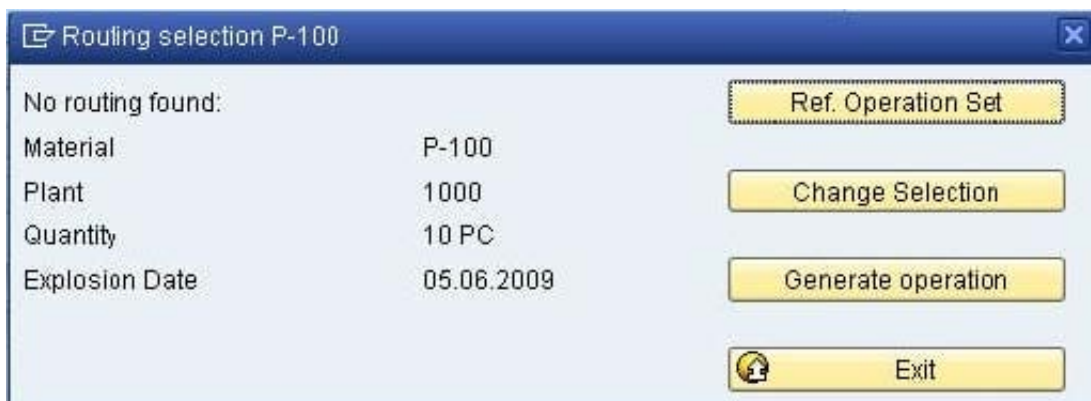 Routing selection P-100
No routing found:
Ref. Operation Set
Material P-100
Plant 1000
Change Selection
Quantity 10 PC
Explosion Date 05.06.2009
Generate operation
Exit